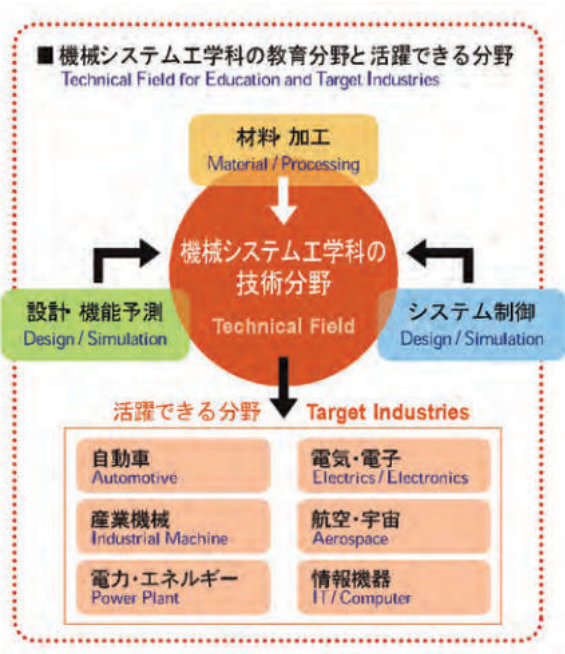 ■機械システム工学科の教育分野と活躍できる分野
Technical Field for Education and Target Industries
材料・加工
Material / Processing
機械システム工学科の
技術分野
Technical Field
設計・機能予測
Design / Simulation
システム制御
Design / Simulation
活躍できる分野 Target Industries
自動車
Automotive
電気・電子
Electrics / Electronics
産業機械
Industrial Machine
航空・宇宙
Aerospace
電力・エネルギー
Power Plant
情報機器
IT / Computer